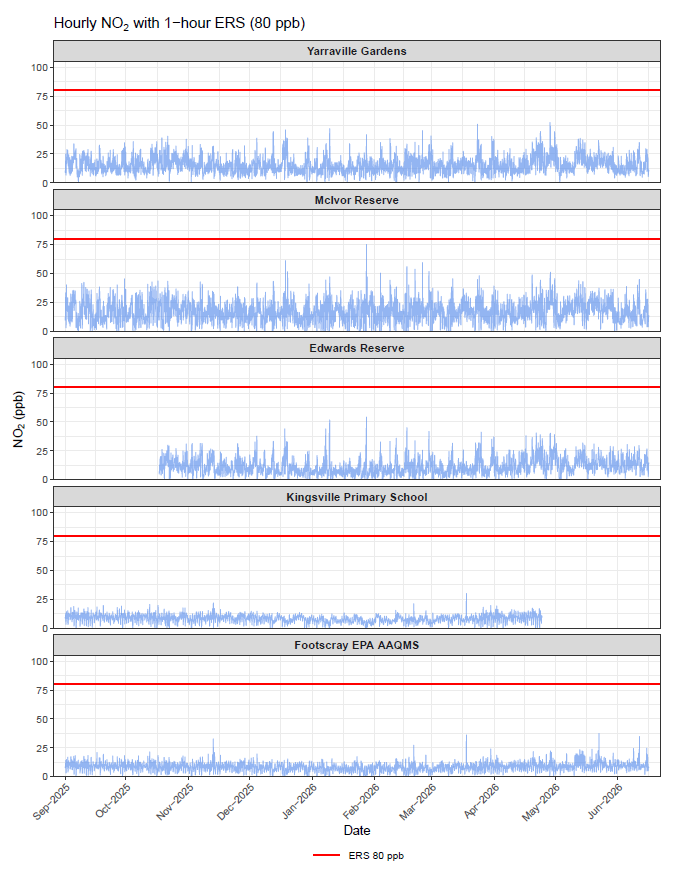 Hourly NO₂ with 1−hour ERS (80 ppb)
Yarraville Gardens
100
75
50
25
0
McIvor Reserve
100
75
50
25
0
Edwards Reserve
100
75
50
25
0
Kingsville Primary School
100
75
50
25
0
Footscray EPA AAQMS
100
75
50
25
0
NO₂ (ppb)
Sep−2025 Oct−2025 Nov−2025 Dec−2025 Jan−2026 Feb−2026 Mar−2026 Apr−2026 May−2026 Jun−2026
Date
ERS 80 ppb